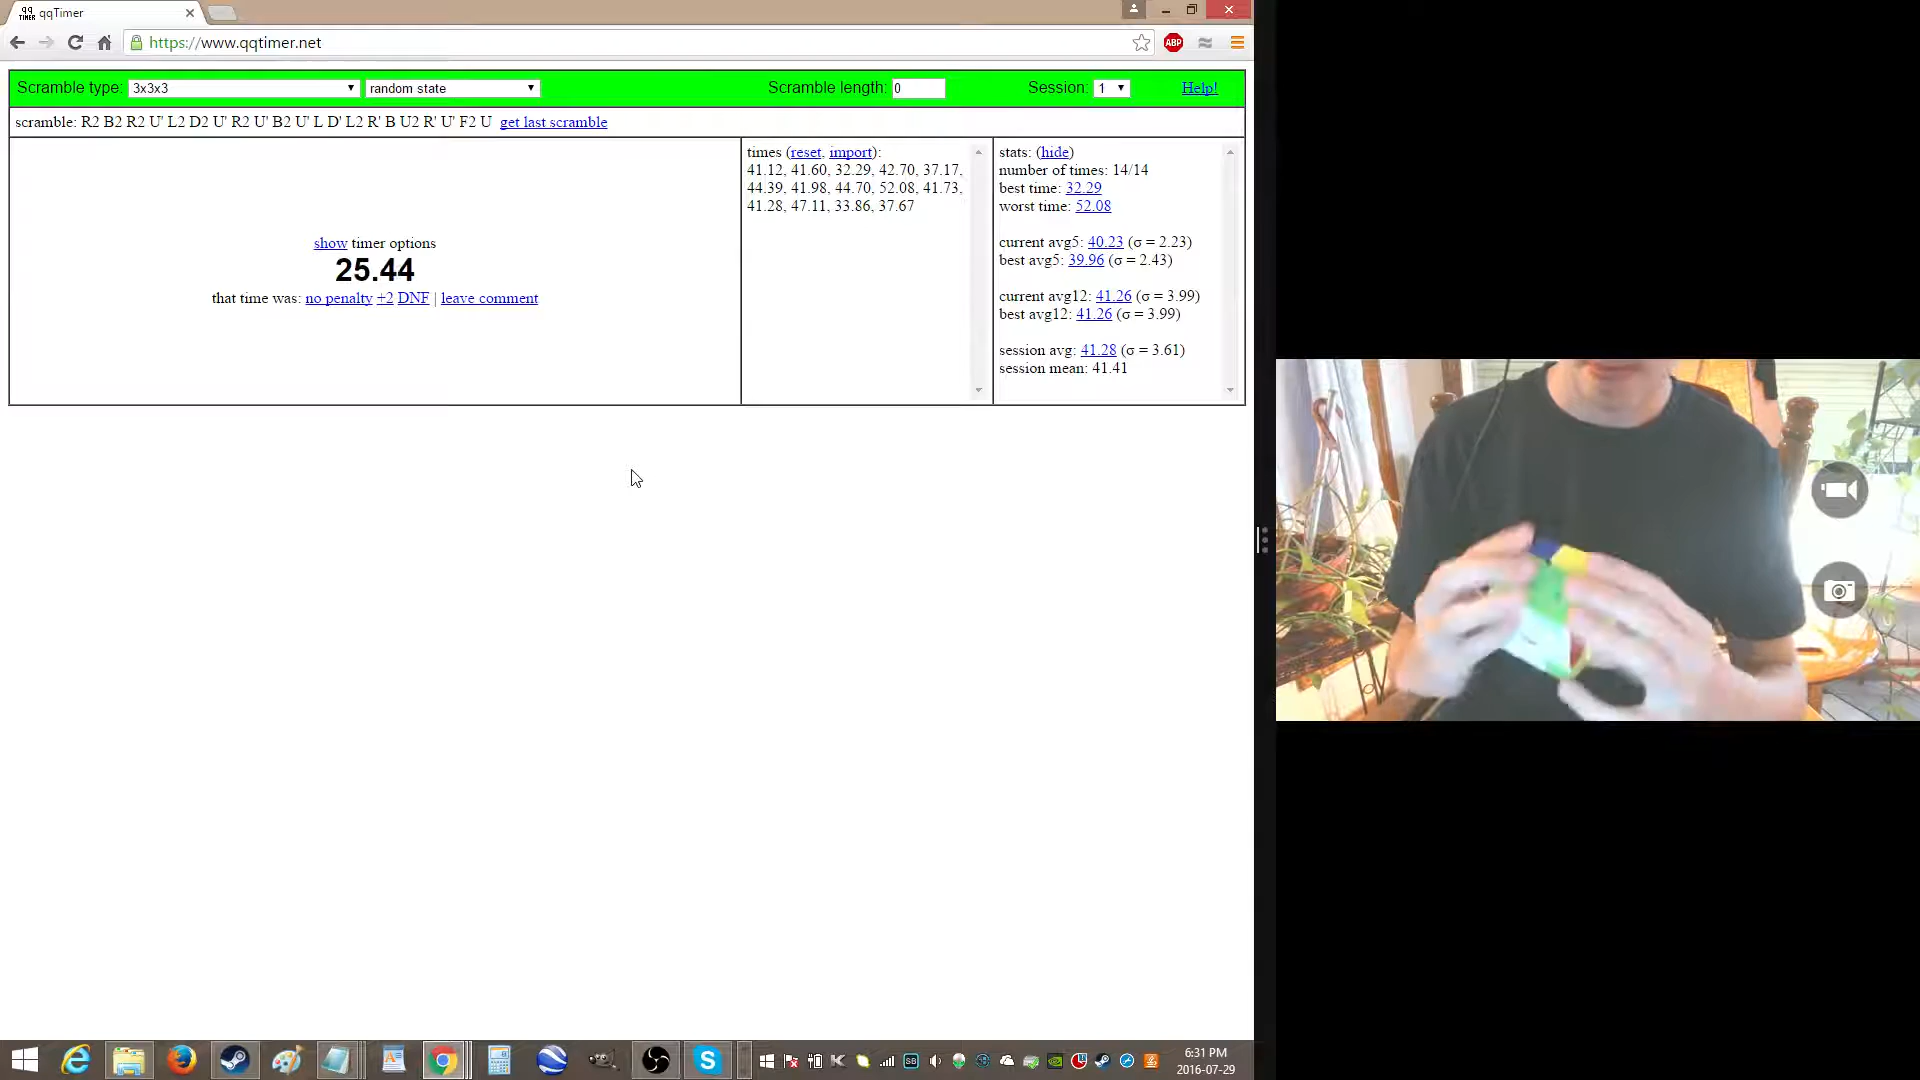 qq TIMER qqTimer
https://www.qqtimer.net
ABP
Scramble type: 3x3x3 random state Scramble length: 0 Session: 1 Help!
scramble: R2 B2 R2 U' L2 D2 U' R2 U' B2 U' L D' L2 R' B U2 R' U' F2 U get last scramble
show timer options
25.44
that time was: no penalty +2 DNF | leave comment
times (reset, import):
41.12, 41.60, 32.29, 42.70, 37.17,
44.39, 41.98, 44.70, 52.08, 41.73,
41.28, 47.11, 33.86, 37.67
stats: (hide)
number of times: 14/14
best time: 32.29
worst time: 52.08
current avg5: 40.23 (σ = 2.23)
best avg5: 39.96 (σ = 2.43)
current avg12: 41.26 (σ = 3.99)
best avg12: 41.26 (σ = 3.99)
session avg: 41.28 (σ = 3.61)
session mean: 41.41
6:31 PM
2016-07-29